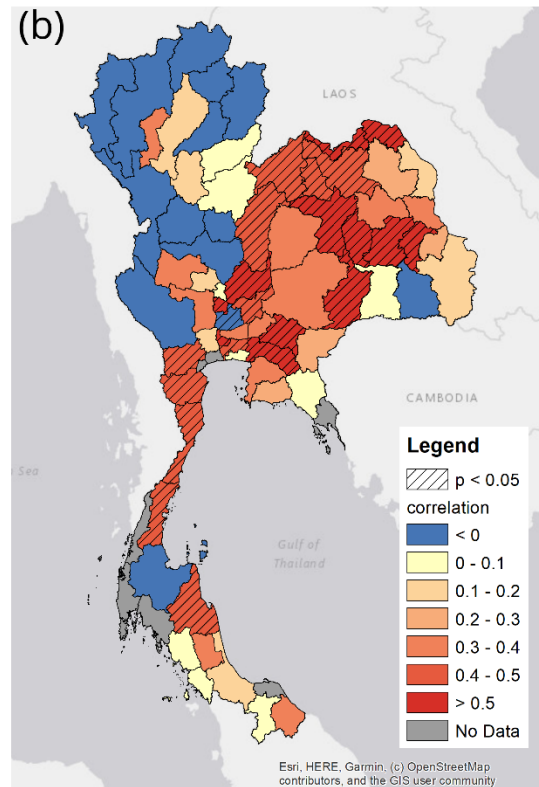 (b)
LAOS
CAMBODIA
Gulf of
Thailand
Sea
Legend
p < 0.05
correlation
< 0
0 - 0.1
0.1 - 0.2
0.2 - 0.3
0.3 - 0.4
0.4 - 0.5
> 0.5
No Data
Esri, HERE, Garmin, (c) OpenStreetMap
contributors, and the GIS user community